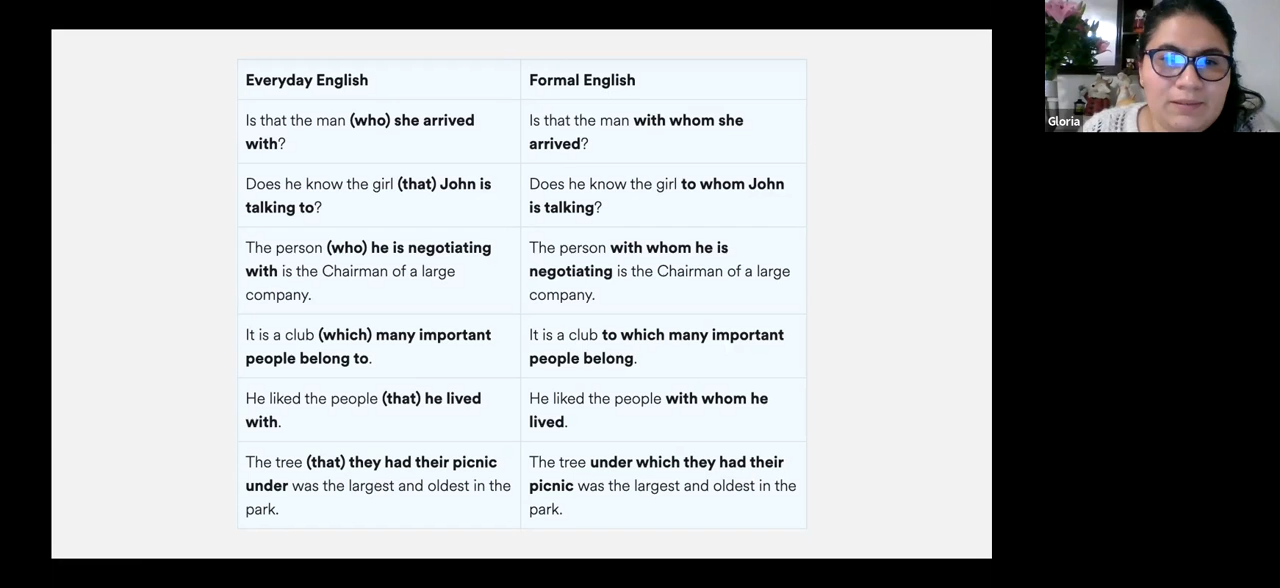 Everyday English
Formal English
Is that the man (who) she arrived
with?
Is that the man with whom she
arrived?
Does he know the girl (that) John is
talking to?
Does he know the girl to whom John
is talking?
The person (who) he is negotiating
with is the Chairman of a large
company.
The person with whom he is
negotiating is the Chairman of a large
company.
It is a club (which) many important
people belong to.
It is a club to which many important
people belong.
He liked the people (that) he lived
with.
He liked the people with whom he
lived.
The tree (that) they had their picnic
under was the largest and oldest in the
park.
The tree under which they had their
picnic was the largest and oldest in the
park.
Gloria